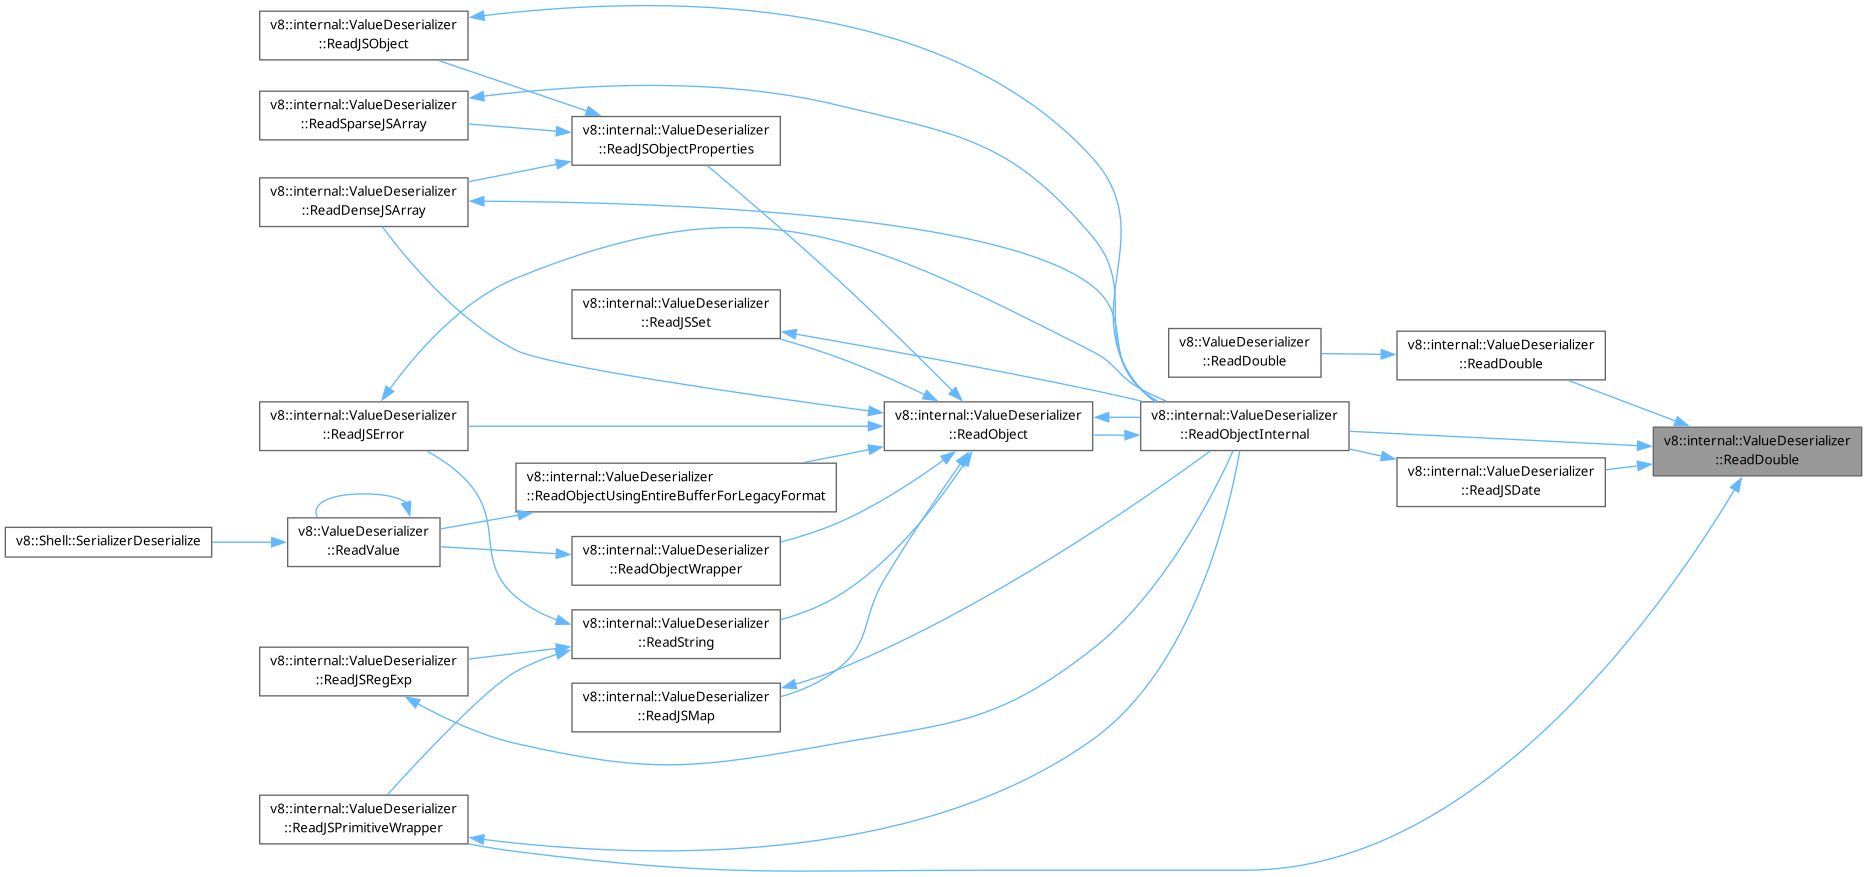 v8::internal::ValueDeserializer
::ReadJSObject
v8::internal::ValueDeserializer
::ReadSparseJSArray
v8::internal::ValueDeserializer
::ReadJSObjectProperties
v8::internal::ValueDeserializer
::ReadDenseJSArray
v8::internal::ValueDeserializer
::ReadJSSet
v8::ValueDeserializer
::ReadDouble
v8::internal::ValueDeserializer
::ReadDouble
v8::internal::ValueDeserializer
::ReadJSError
v8::internal::ValueDeserializer
::ReadObject
v8::internal::ValueDeserializer
::ReadObjectInternal
v8::internal::ValueDeserializer
::ReadDouble
v8::internal::ValueDeserializer
::ReadObjectUsingEntireBufferForLegacyFormat
v8::internal::ValueDeserializer
::ReadJSDate
v8::Shell::SerializerDeserialize
v8::ValueDeserializer
::ReadValue
v8::internal::ValueDeserializer
::ReadObjectWrapper
v8::internal::ValueDeserializer
::ReadString
v8::internal::ValueDeserializer
::ReadJSRegExp
v8::internal::ValueDeserializer
::ReadJSMap
v8::internal::ValueDeserializer
::ReadJSPrimitiveWrapper